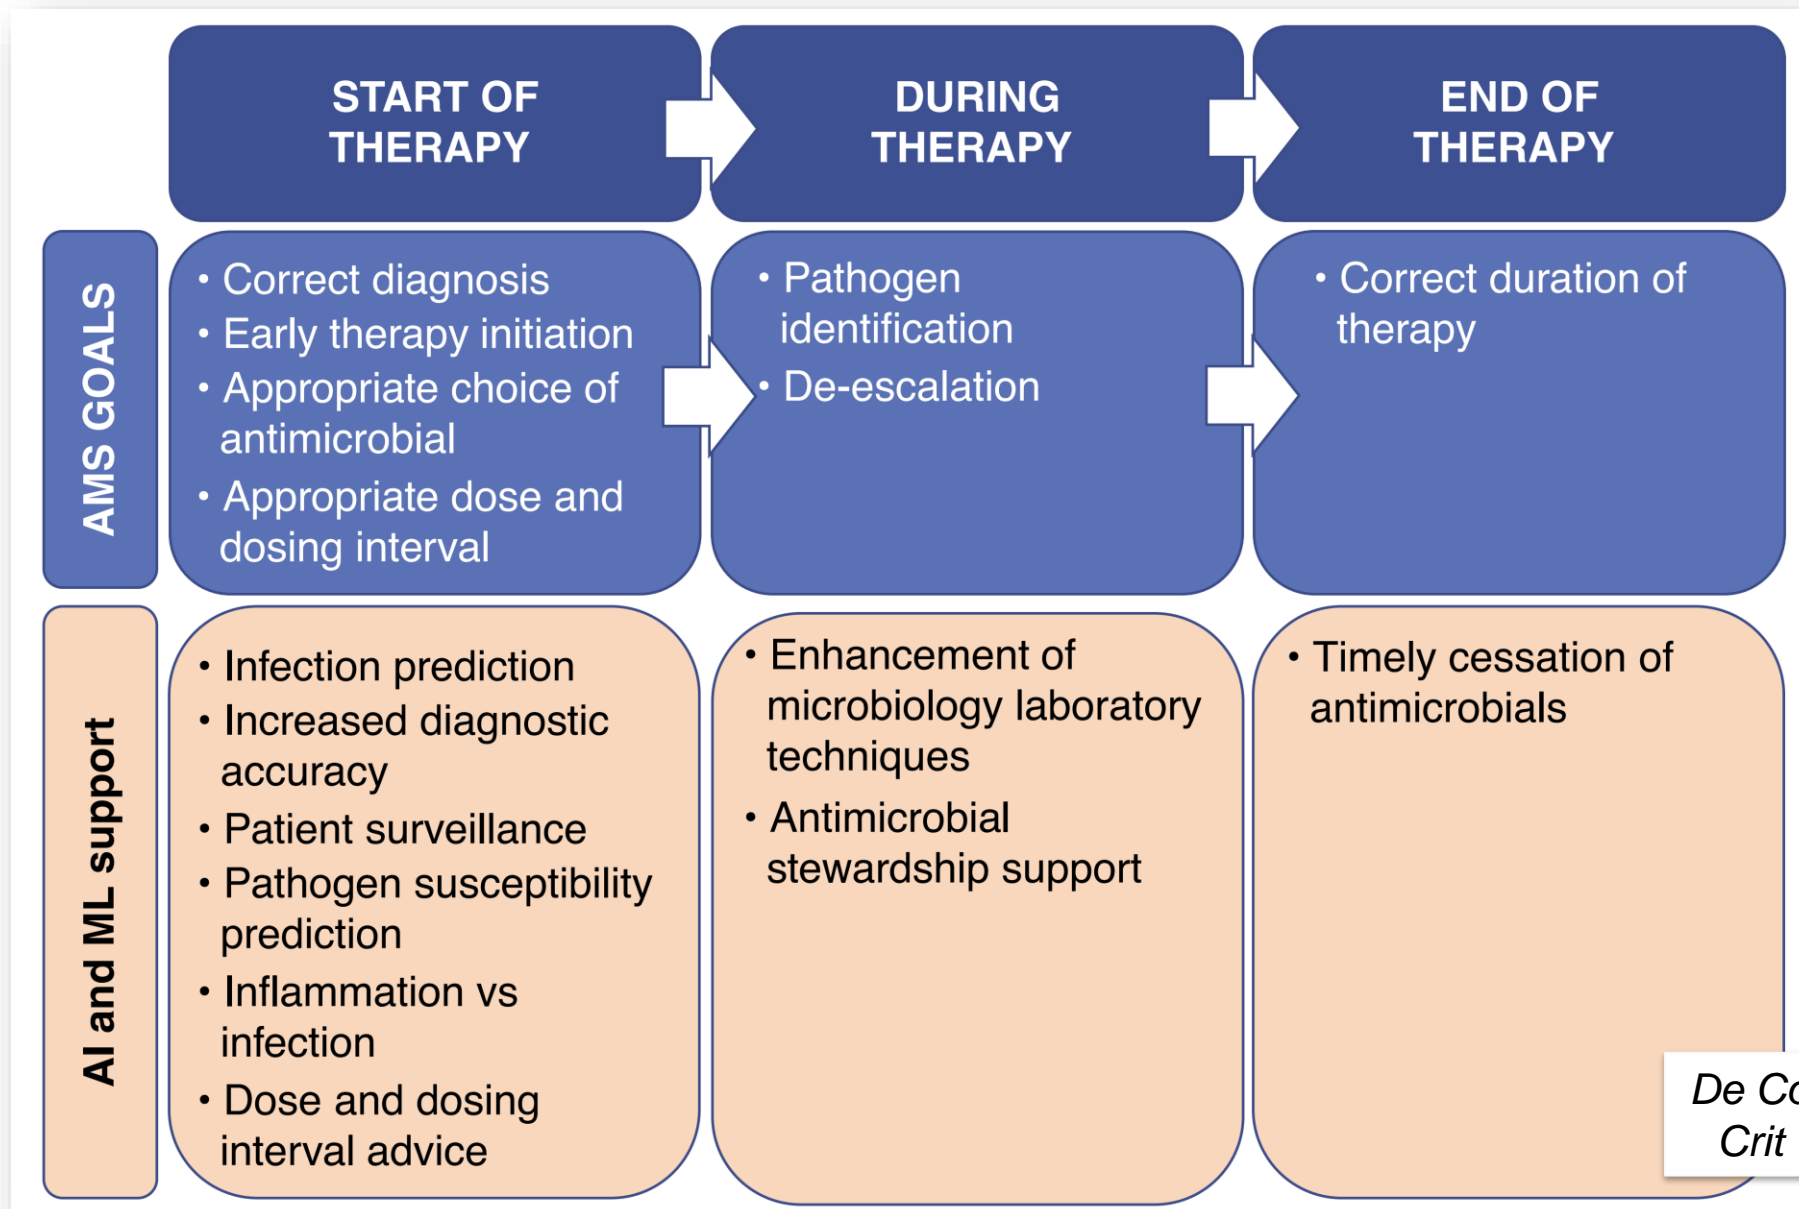 START OF
THERAPY
DURING
THERAPY
END OF
THERAPY
AMS GOALS
• Correct diagnosis
• Early therapy initiation
• Appropriate choice of
antimicrobial
• Appropriate dose and
dosing interval
• Pathogen
identification
• De-escalation
• Correct duration of
therapy
AI and ML support
• Infection prediction
• Increased diagnostic
accuracy
• Patient surveillance
• Pathogen susceptibility
prediction
• Inflammation vs
infection
• Dose and dosing
interval advice
• Enhancement of
microbiology laboratory
techniques
• Antimicrobial
stewardship support
• Timely cessation of
antimicrobials
De
Crit